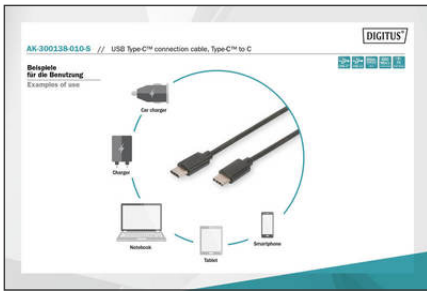 DIGITUS®
AK-300138-010-S // USB Type-C™ connection cable, Type-C™ to C
Beispiele
für die Benutzung
Examples of use
Car charger
Charger
Notebook
Tablet
Smartphone